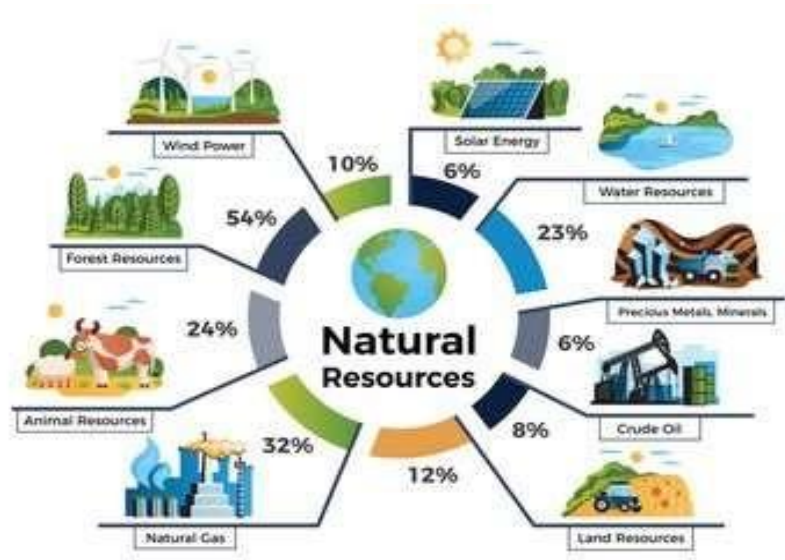 Wind Power
10%
Solar Energy
6%
Water Resources
23%
Forest Resources
54%
Precious Metals, Minerals
6%
Animal Resources
24%
Natural
Resources
Crude Oil
8%
Natural Gas
32%
Land Resources
12%